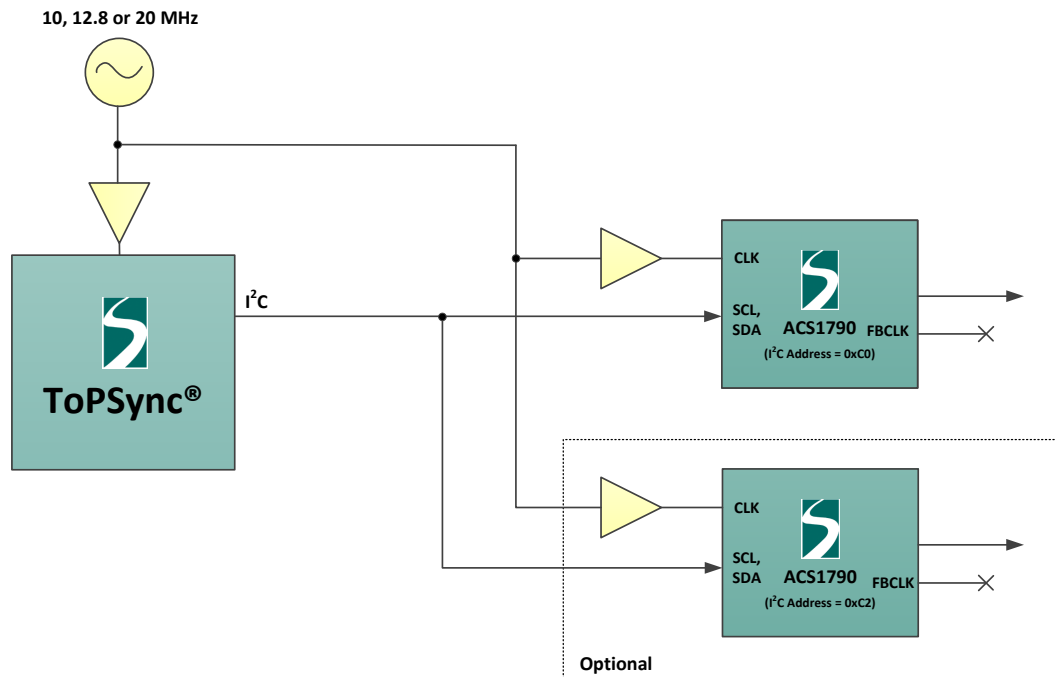 10, 12.8 or 20 MHz
I²C
ToPSync®
CLK
SCL,
SDA
ACS1790
FBCLK
(I²C Address = 0xC0)
CLK
SCL,
SDA
ACS1790
FBCLK
(I²C Address = 0xC2)
Optional